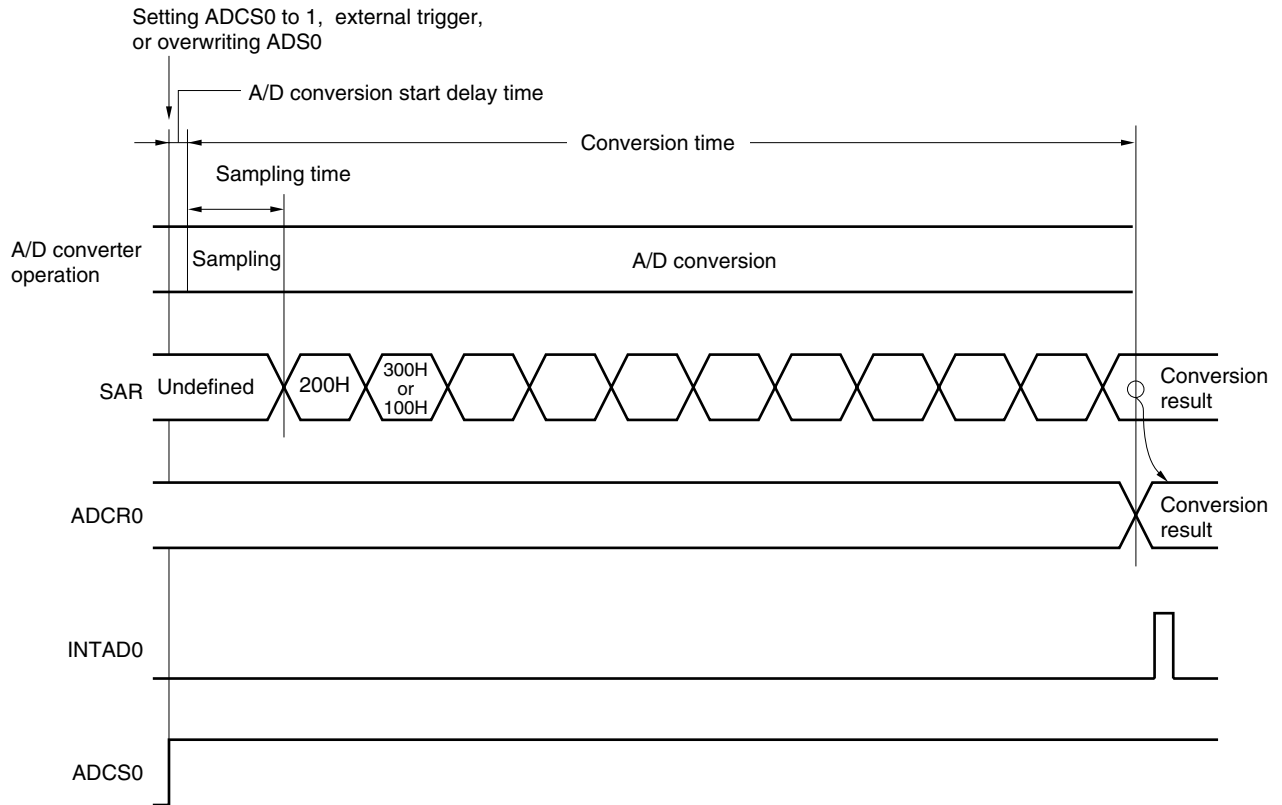 Setting ADCS0 to 1, external trigger,
or overwriting ADS0
A/D conversion start delay time
Conversion time
Sampling time
A/D converter
operation
Sampling
A/D conversion
SAR
Undefined
200H
300H
or
100H
Conversion
result
ADCR0
Conversion
result
INTAD0
ADCS0